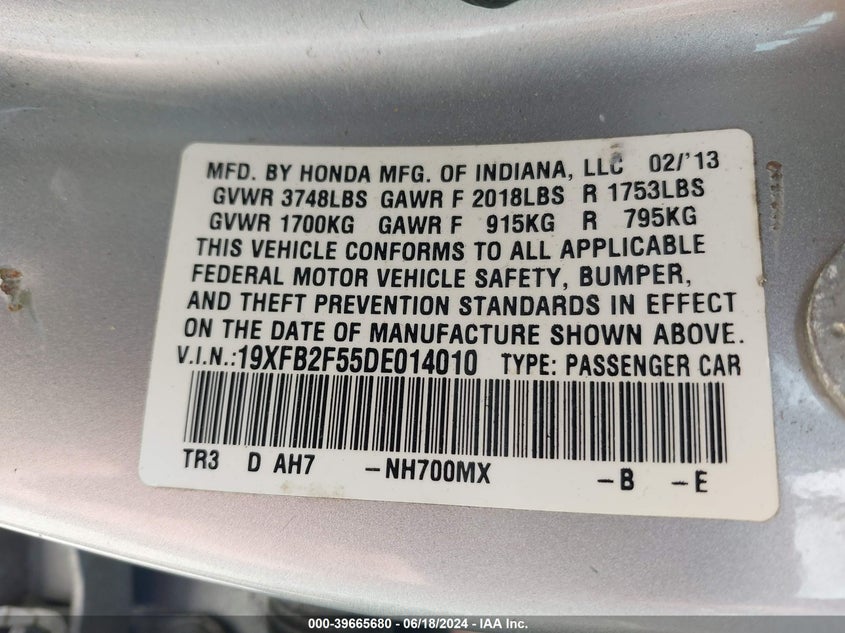 MFD. BY HONDA MFG. OF INDIANA, LLC 02/'13
GVWR 3748LBS GAWR F 2018LBS R 1753LBS
GVWR 1700KG GAWR F 915KG R 795KG
THIS VEHICLE CONFORMS TO ALL APPLICABLE
FEDERAL MOTOR VEHICLE SAFETY, BUMPER,
AND THEFT PREVENTION STANDARDS IN EFFECT
ON THE DATE OF MANUFACTURE SHOWN ABOVE.
V.I.N.:19XFB2F55DE014010 TYPE: PASSENGER CAR
TR3 D AH7 -NH700MX -B -E
000-39665680 - 06/18/2024 - IAA Inc.